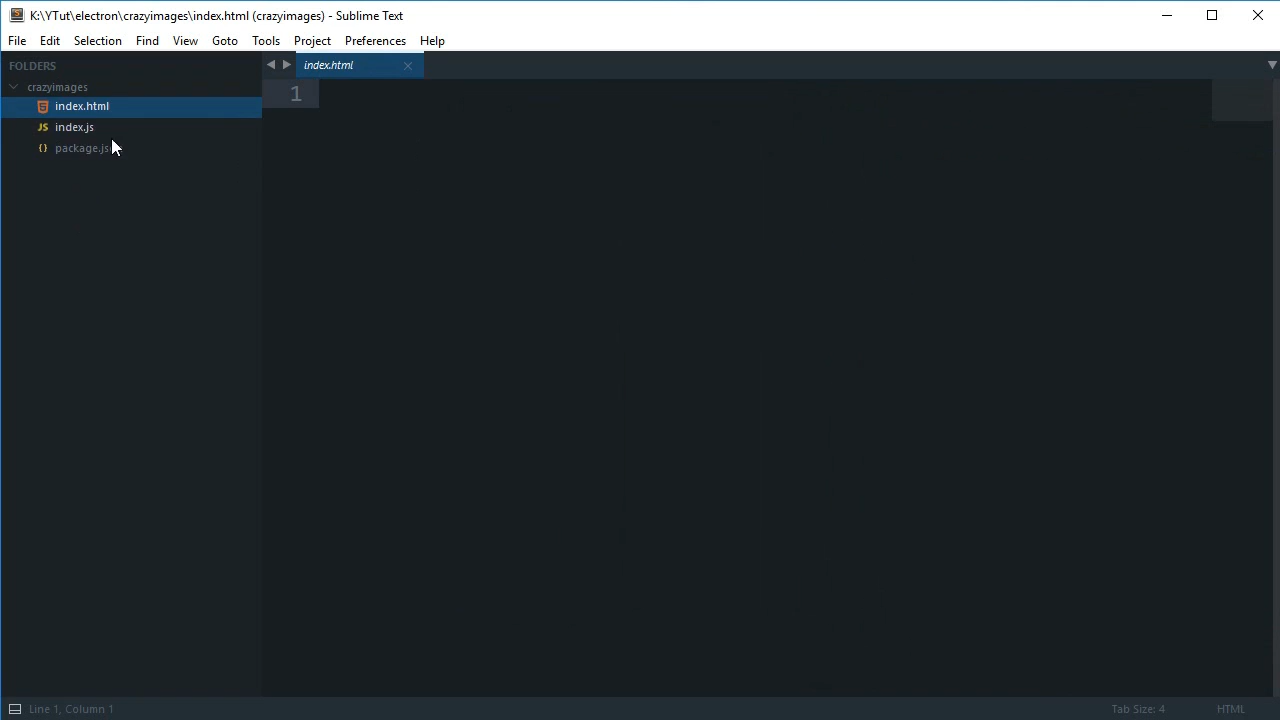 K:\YTut\electron\crazyimages\index.html (crazyimages) - Sublime Text
File Edit Selection Find View Goto Tools Project Preferences Help
FOLDERS
index.html
crazyimages
1
index.html
JS index.js
Line 1, Column 1
Tab Size: 4
HTML